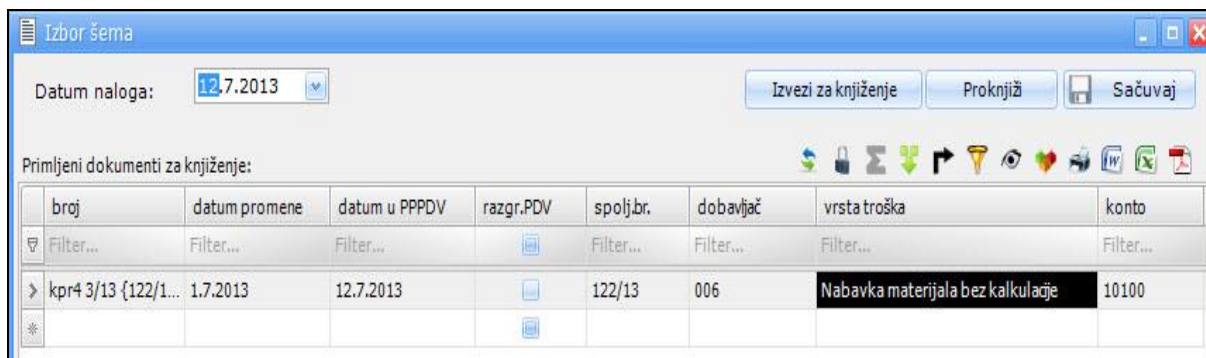 Izbor šema
Datum naloga: 12.7.2013 Izvezi za knjiženje Proknjiži Sačuvaj
Primljeni dokumenti za knjiženje:
broj datum promene datum u PPPDV razgr.PDV spolj.br. dobavljač vrsta troška konto
Filter... Filter... Filter... Filter... Filter... Filter... Filter...
kpr4 3/13 {122/1... 1.7.2013 12.7.2013 122/13 006 Nabavka materijala bez kalkulacije 10100